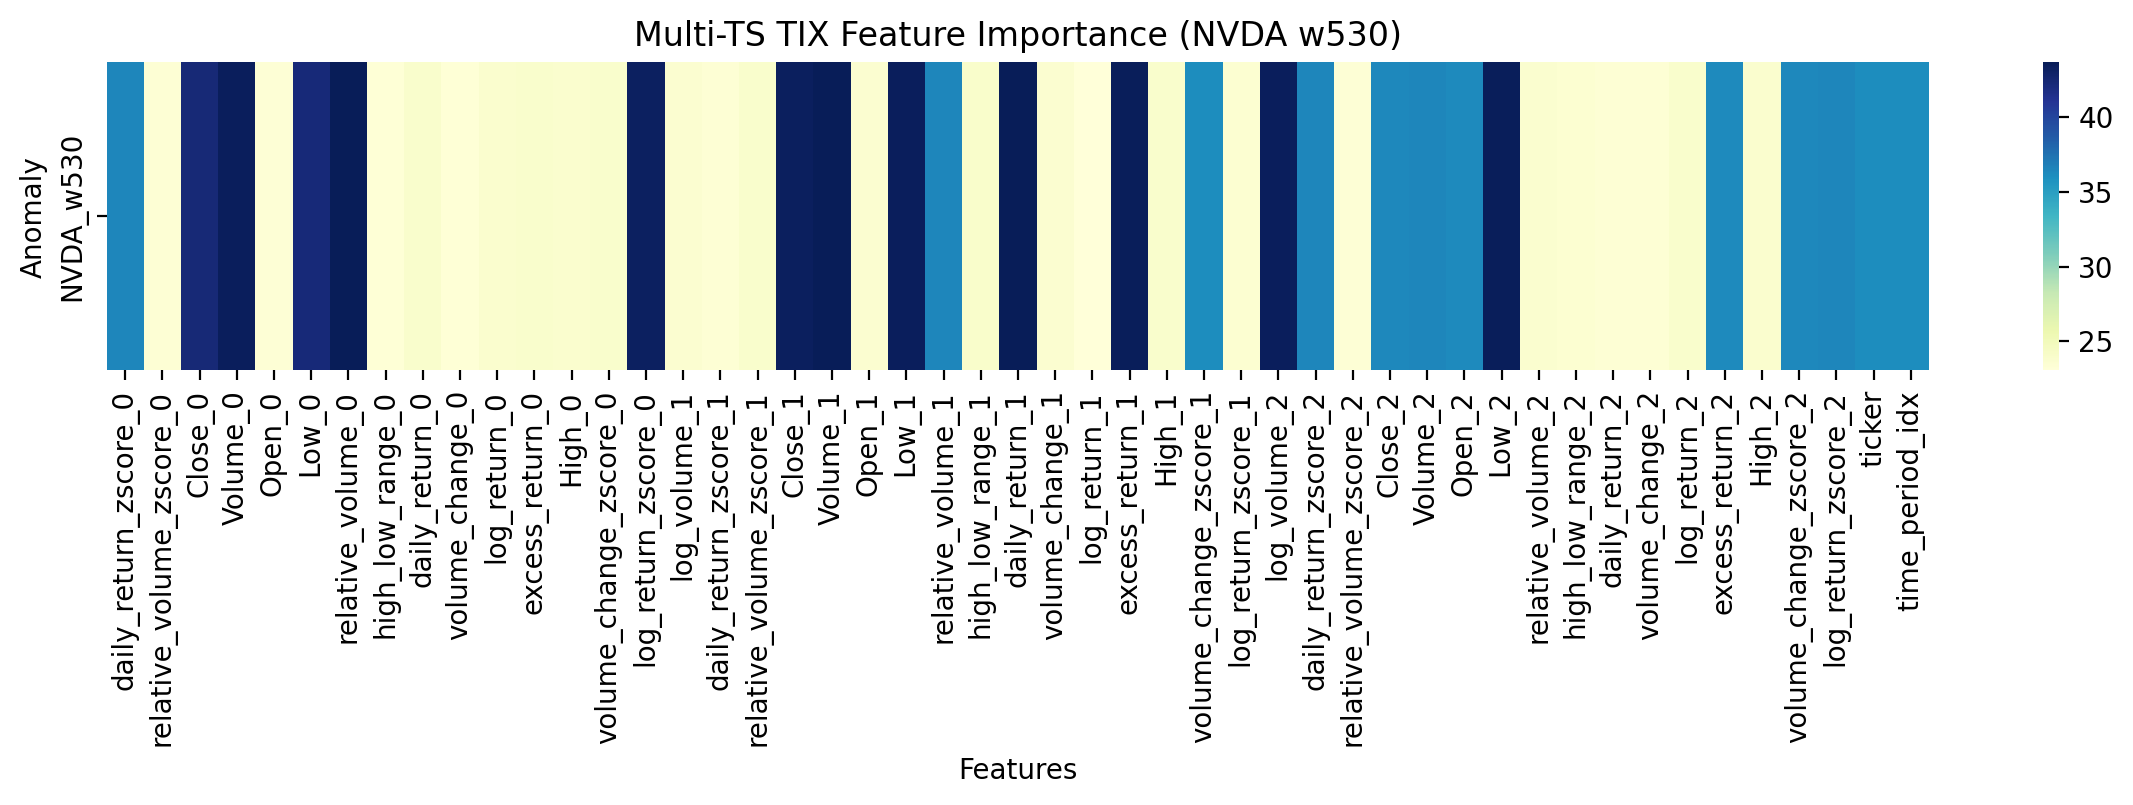 Multi-TS TIX Feature Importance (NVDA w530)
Anomaly
NVDA_w530
40
35
30
25
daily_return_zscore_0
relative_volume_zscore_0
Close_0
Volume_0
Open_0
Low_0
relative_volume_0
high_low_range_0
daily_return_0
volume_change_0
log_return_0
excess_return_0
High_0
volume_change_zscore_0
log_return_zscore_0
log_volume_1
daily_return_zscore_1
relative_volume_zscore_1
Close_1
Volume_1
Open_1
Low_1
relative_volume_1
high_low_range_1
daily_return_1
volume_change_1
log_return_1
excess_return_1
High_1
volume_change_zscore_1
log_return_zscore_1
log_volume_2
daily_return_zscore_2
relative_volume_zscore_2
Close_2
Volume_2
Open_2
Low_2
relative_volume_2
high_low_range_2
daily_return_2
volume_change_2
log_return_2
excess_return_2
High_2
volume_change_zscore_2
log_return_zscore_2
ticker
time_period_idx
Features